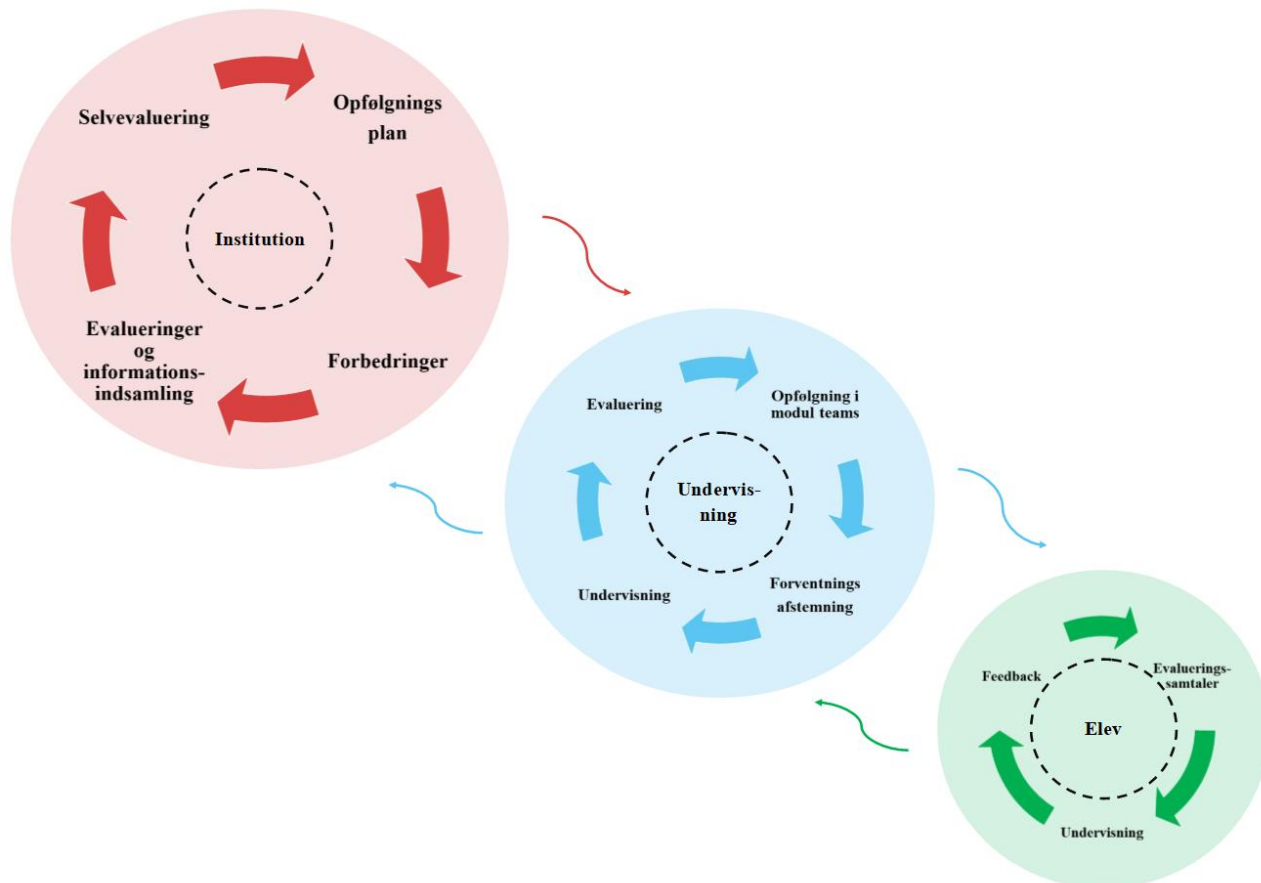 Selvevaluering
Opfølgnings
plan
Institution
Evalueringer
og
informations-
indsamling
Forbedringer
Evaluering
Opfølgning i
modul teams
Undervis-
ning
Undervisning
Forventnings
afstemning
Feedback
Evaluerings-
samtaler
Elev
Undervisning